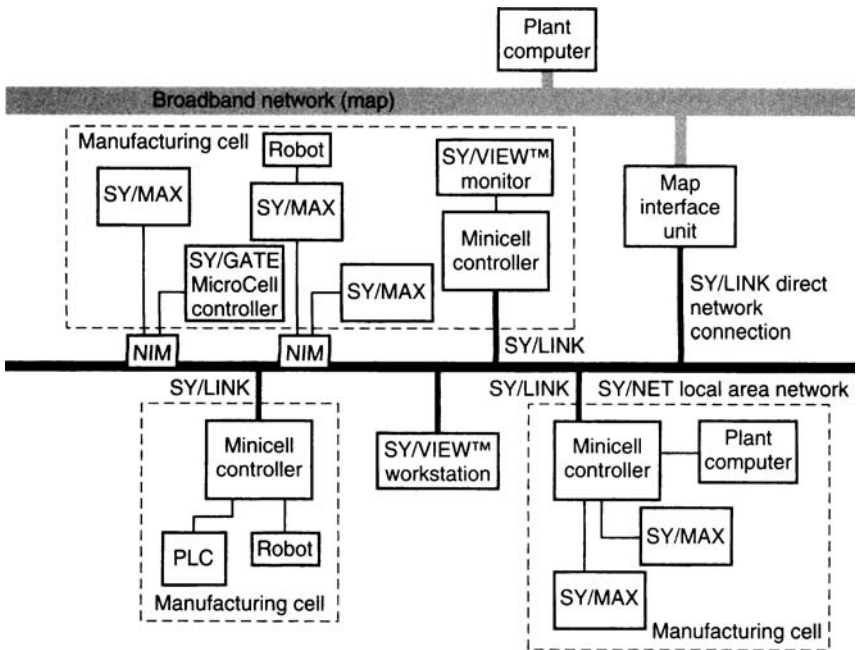 Plant
computer
Broadband network (map)
Manufacturing cell
Robot
SY/MAX
SY/MAX
SY/VIEW™
monitor
Map
interface
unit
Minicell
controller
SY/GATE
MicroCell
controller
SY/MAX
SY/LINK direct
network
connection
NIM
NIM
SY/LINK
SY/LINK
SY/LINK
SY/NET local area network
Minicell
controller
SY/VIEW™
workstation
Minicell
controller
Plant
computer
PLC
Robot
SY/MAX
SY/MAX
Manufacturing cell
Manufacturing cell